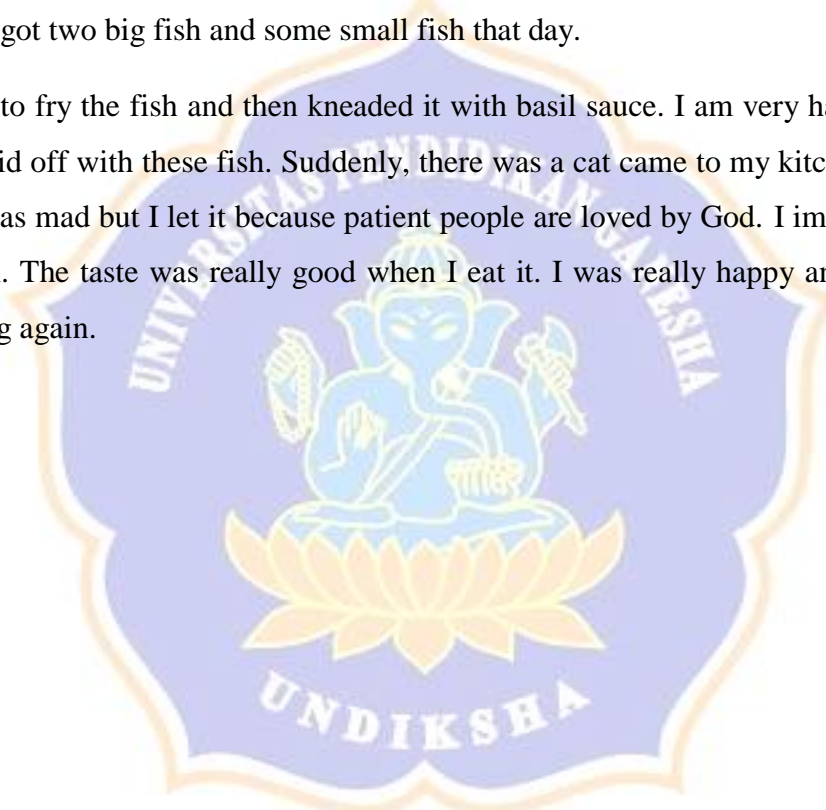 got two big fish and some small fish that day.
to fry the fish and then kneaded it with basil sauce. I am very
id off with these fish. Suddenly, there was a cat came to my
as mad but I let it because patient people are loved by God. I
. The taste was really good when I eat it. I was really happy
g again.
UNIVERSITAS PENDIDIKAN GANESHA
UNDIKSHA